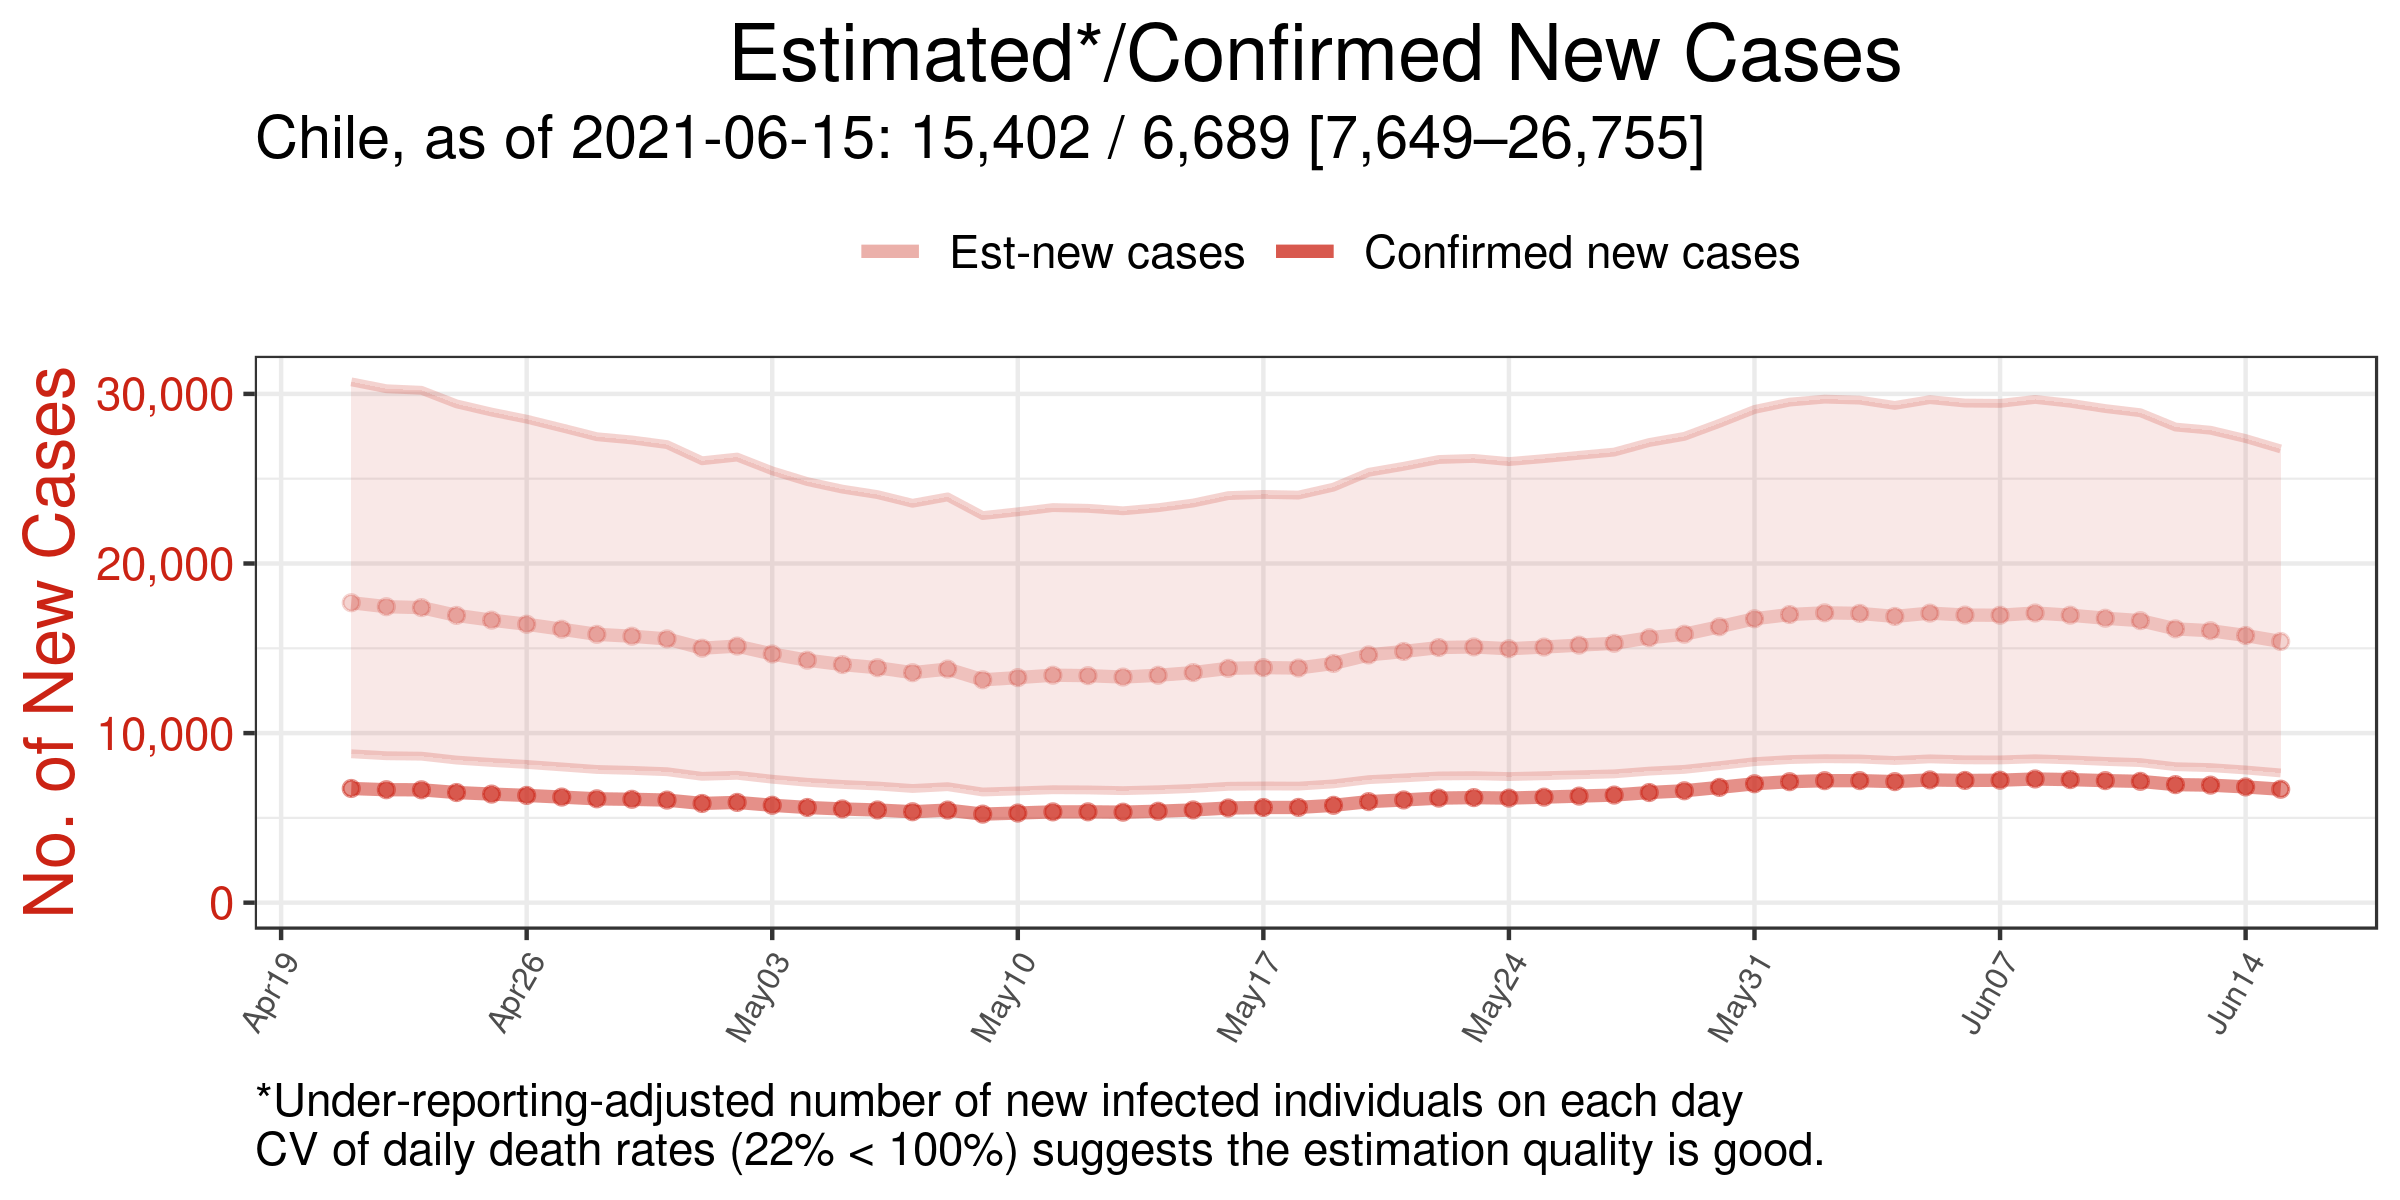 Estimated*/Confirmed New Cases
Chile, as of 2021-06-15: 15,402 / 6,689 [7,649–26,755]
Est-new cases
Confirmed new cases
No. of New Cases
30,000
20,000
10,000
0
Apr19
Apr26
May03
May10
May17
May24
May31
Jun07
Jun14
*Under-reporting-adjusted number of new infected individuals on each day
CV of daily death rates (22% < 100%) suggests the estimation quality is good.